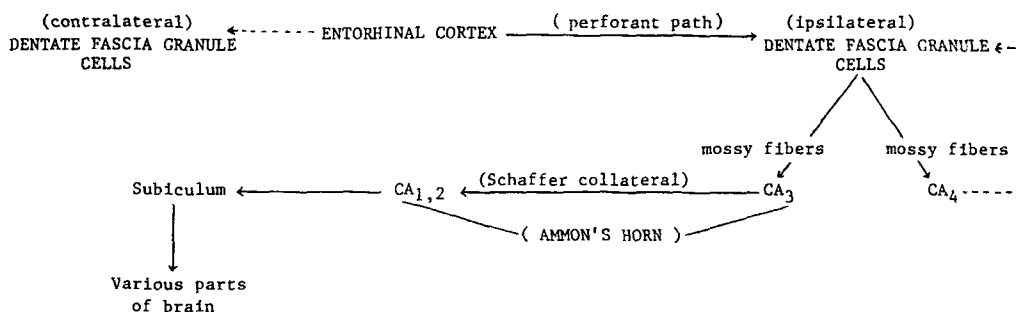 (contralateral)
DENTATE FASCIA GRANULE
CELLS
ENTORHINAL CORTEX
( perforant path)
(ipsilateral)
DENTATE FASCIA GRANULE
CELLS
mossy fibers
mossy fibers
Subiculum
CA1,2
(Schaffer collateral)
CA3
CA4
( AMMON'S HORN )
Various parts
of brain